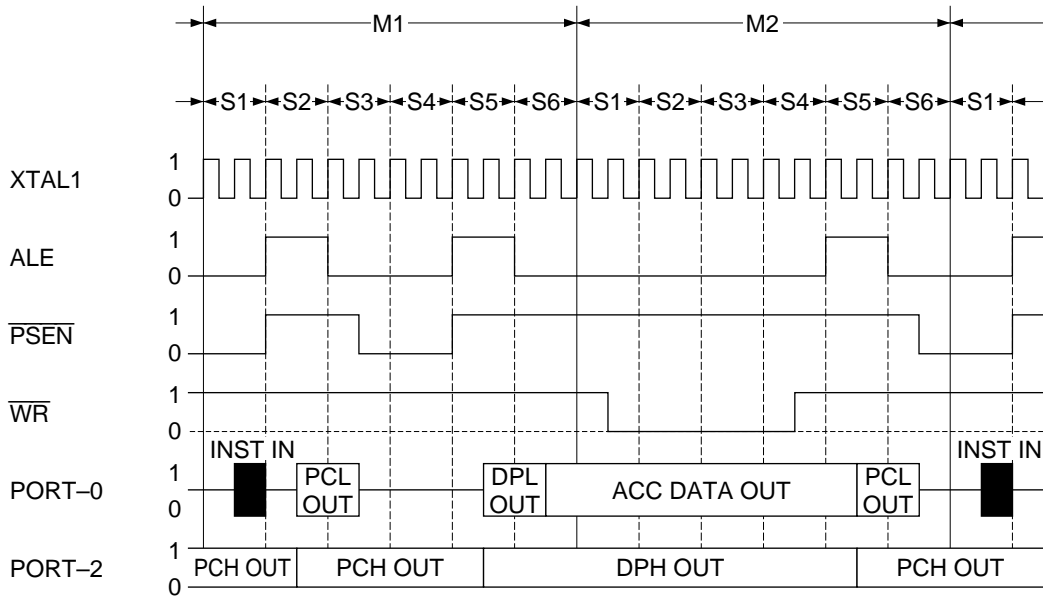 M1 M2
S1 S2 S3 S4 S5 S6 S1 S2 S3 S4 S5 S6 S1
XTAL1 1 0
ALE 1 0
PSEN 1 0
WR 1 0
INST IN INST IN
PORT–0 1 0 PCL OUT DPL OUT ACC DATA OUT PCL OUT
PORT–2 1 0 PCH OUT PCH OUT DPH OUT PCH OUT